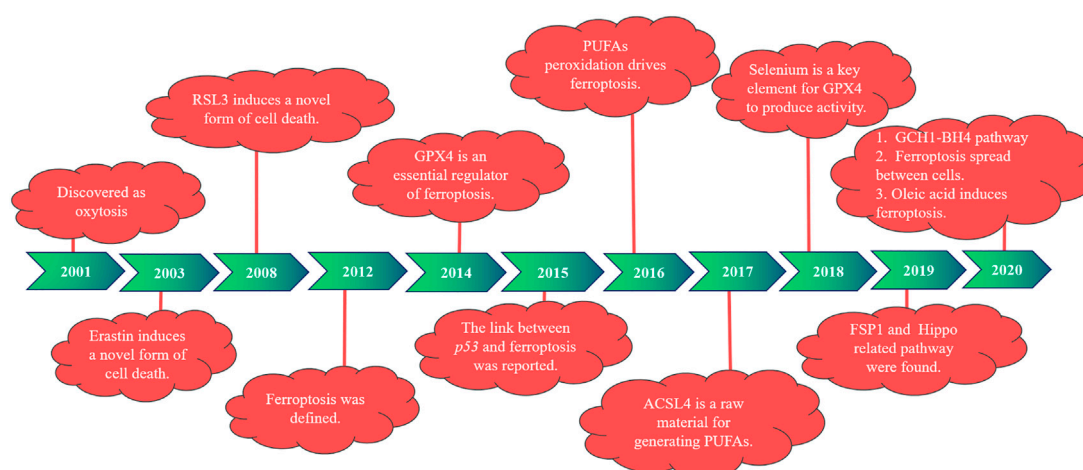 PUFAs
peroxidation drives
ferroptosis.
Selenium is a key
element for GPX4
to produce activity.
RSL3 induces a novel
form of cell death.
GPX4 is an
essential regulator
of ferroptosis.
1. GCH1-BH4 pathway
2. Ferroptosis spread
between cells.
3. Oleic acid induces
ferroptosis.
Discovered as
oxytosis
2001
2003
2008
2012
2014
2015
2016
2017
2018
2019
2020
Erastin induces
a novel form of
cell death.
The link between
p53 and ferroptosis
was reported.
FSP1 and Hippo
related pathway
were found.
Ferroptosis was
defined.
ACSL4 is a raw
material for
generating PUFAs.